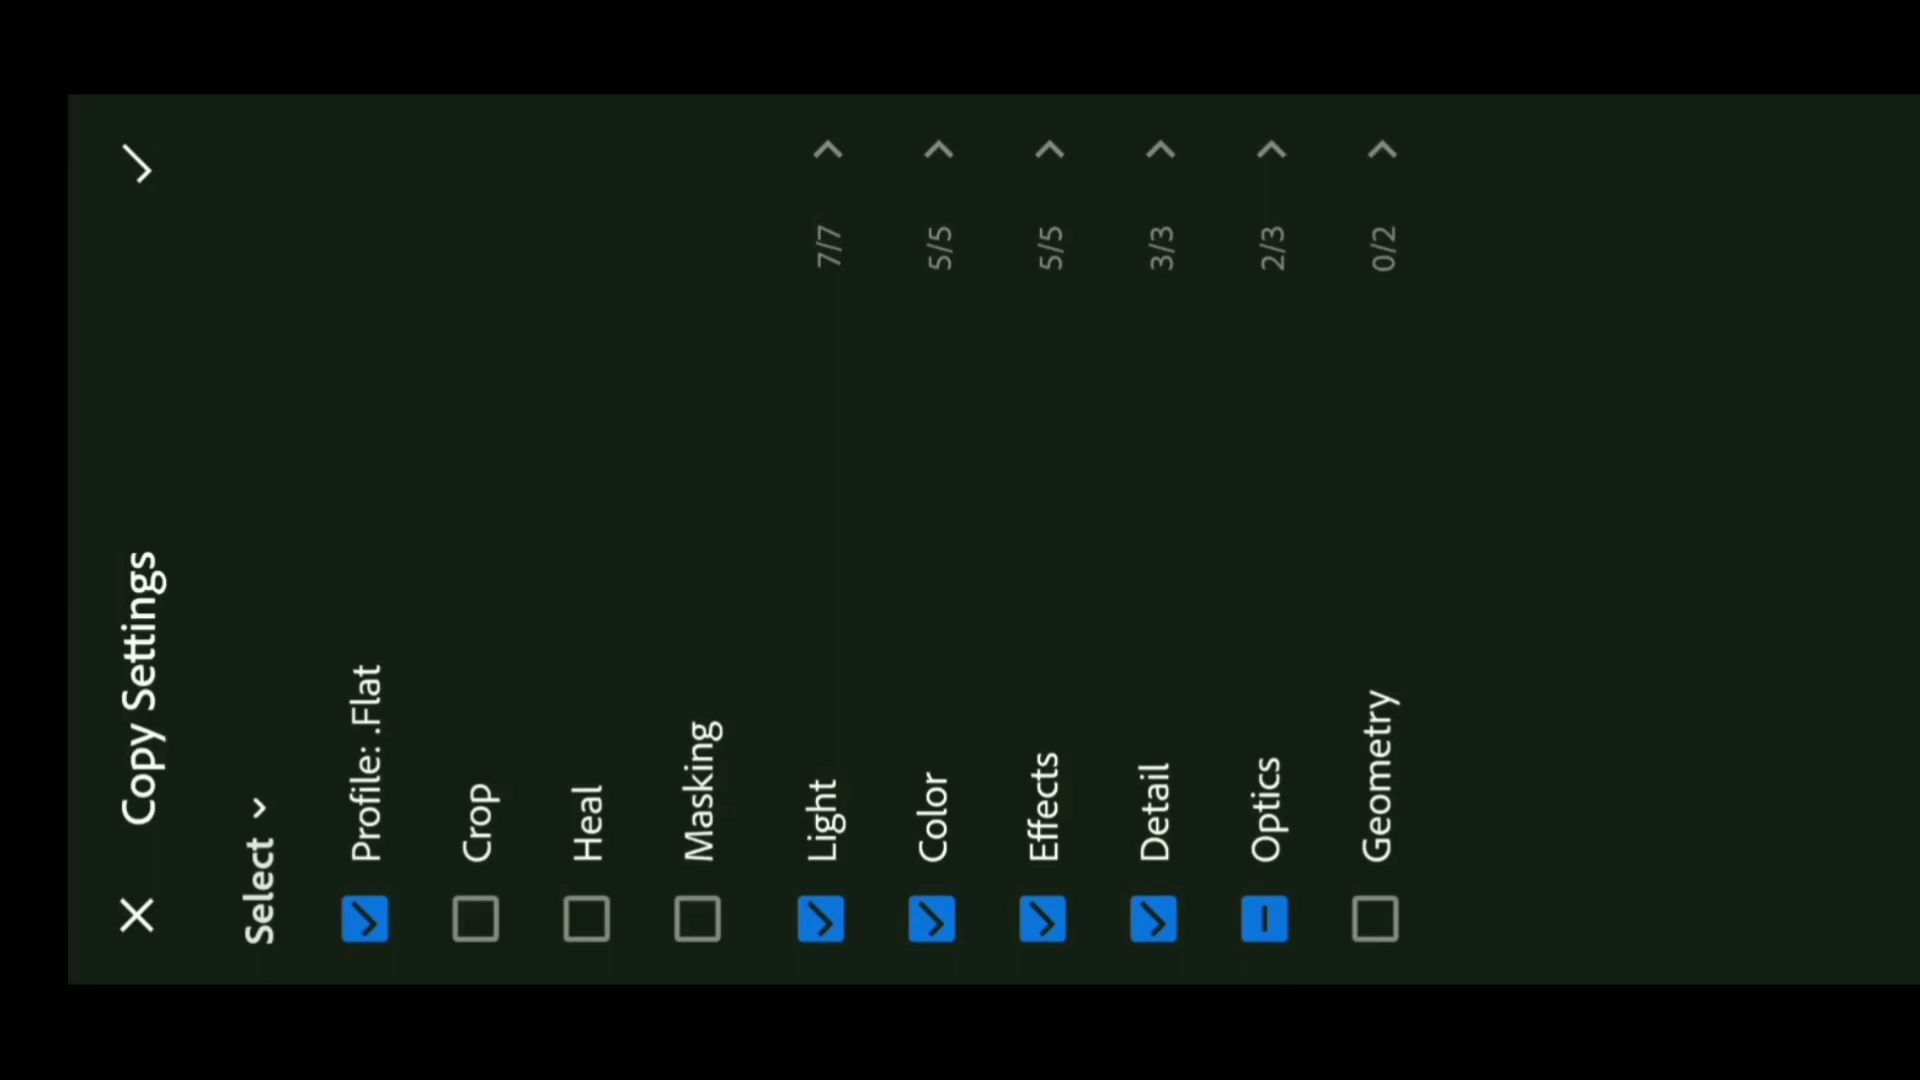 Copy Settings
Select
Profile: .Flat
Crop
Heal
Masking
Light 7/7
Color 5/5
Effects 5/5
Detail 3/3
Optics 2/3
Geometry 0/2